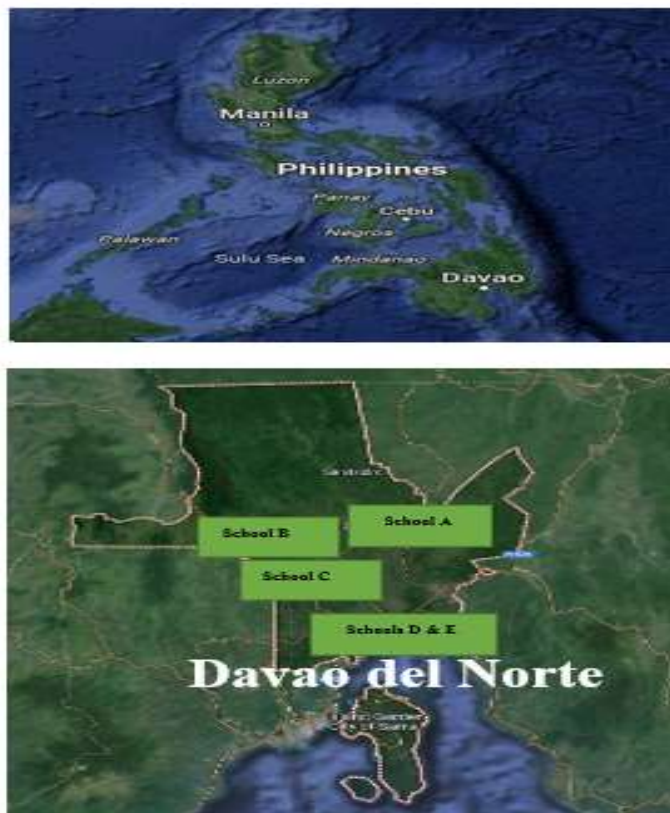 Luzon
Manila
Philippines
Panay
Cebu
Negros
Palawan
Sulu Sea
Mindanao
Davao
School A
School B
School C
Schools D & E
Davao del Norte